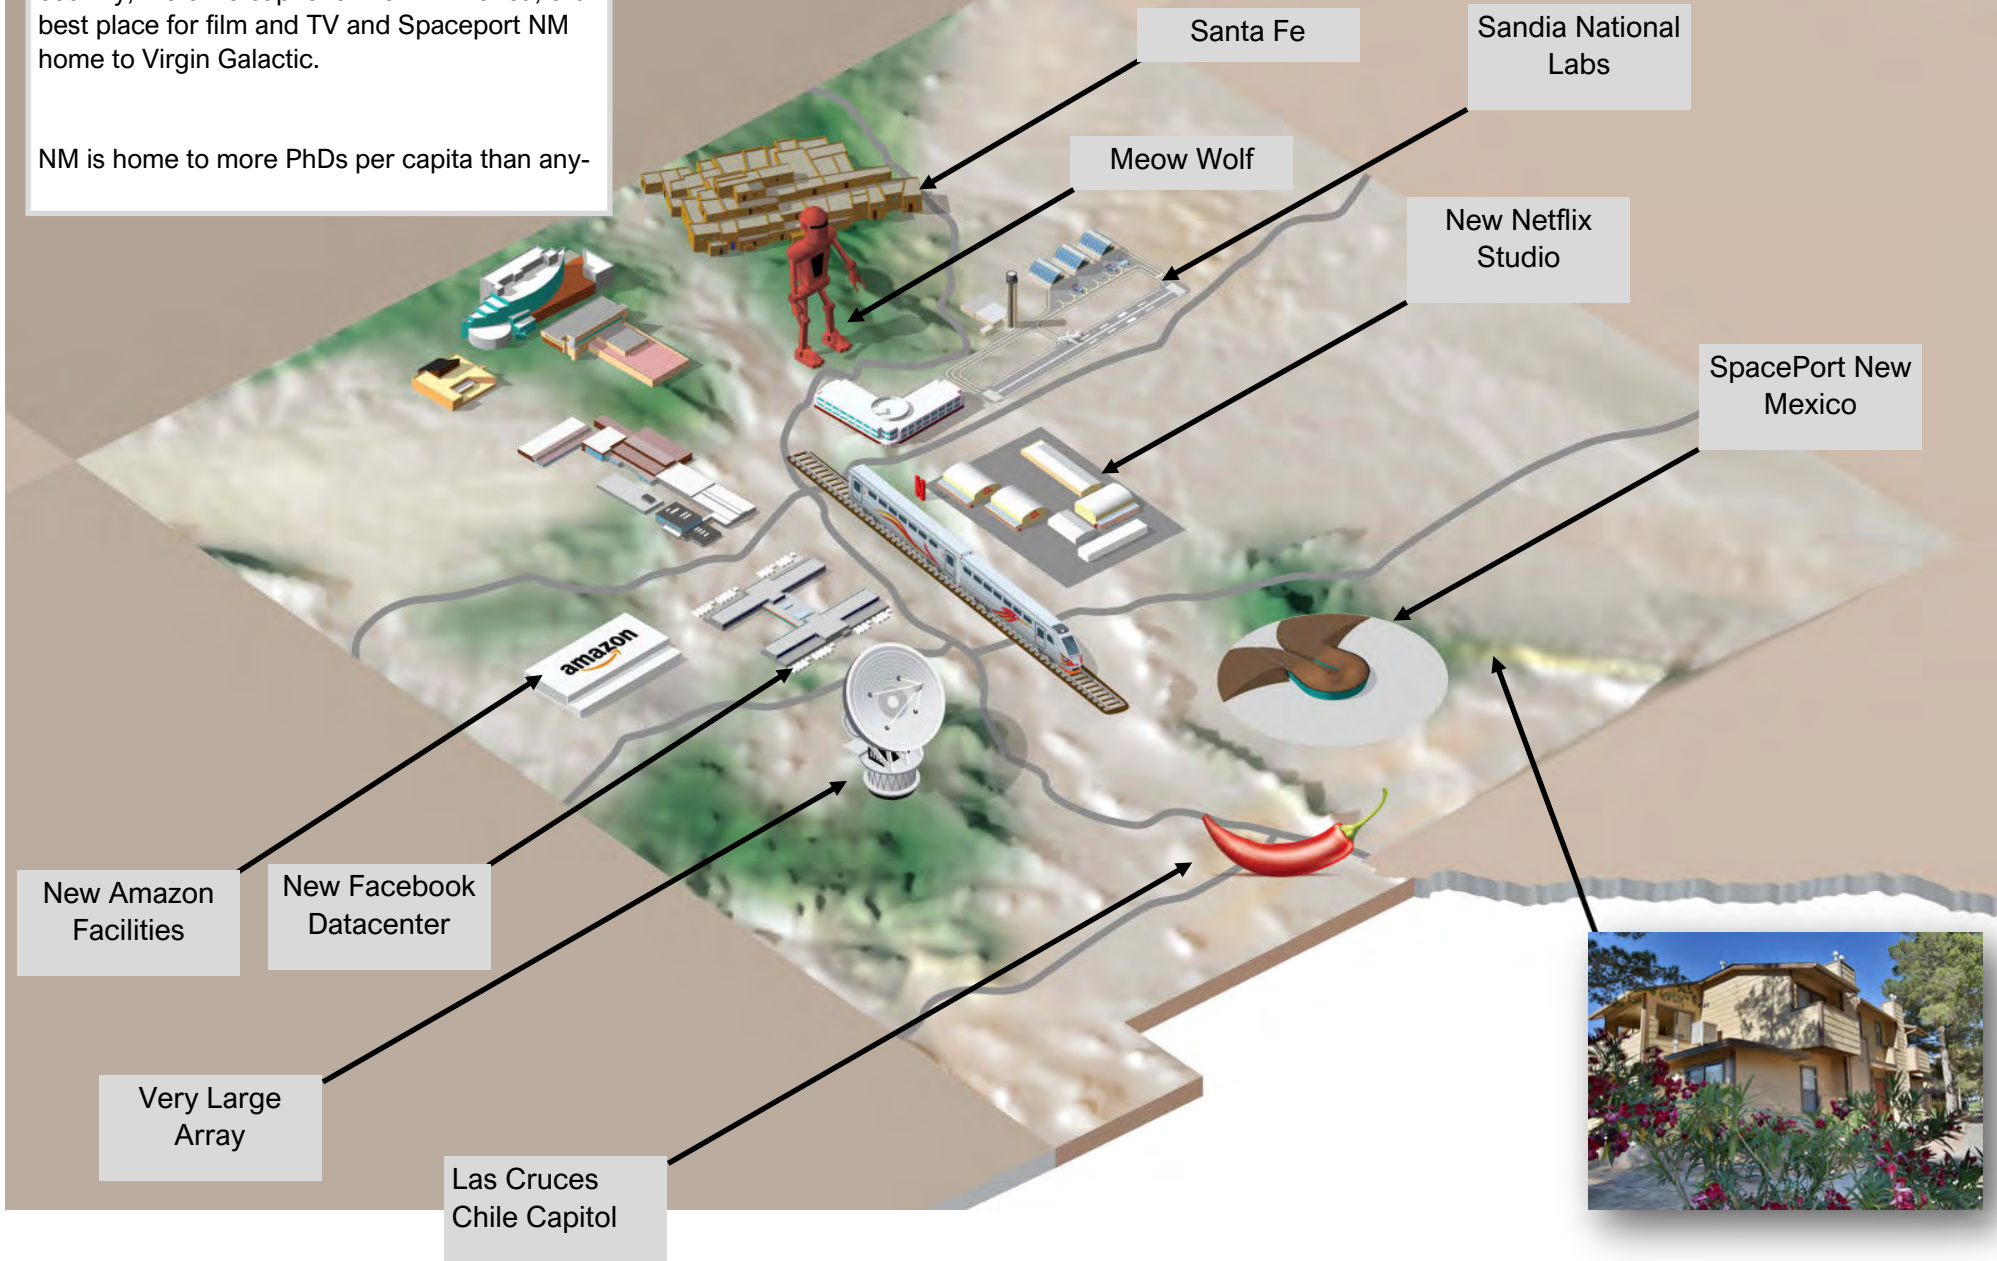 best place for film and TV and Spaceport NM
home to Virgin Galactic.
NM is home to more PhDs per capita than any-
Santa Fe
Sandia National
Labs
Meow Wolf
New Netflix
Studio
SpacePort New
Mexico
N
amazon
New Amazon
Facilities
New Facebook
Datacenter
Very Large
Array
Las Cruces
Chile Capitol